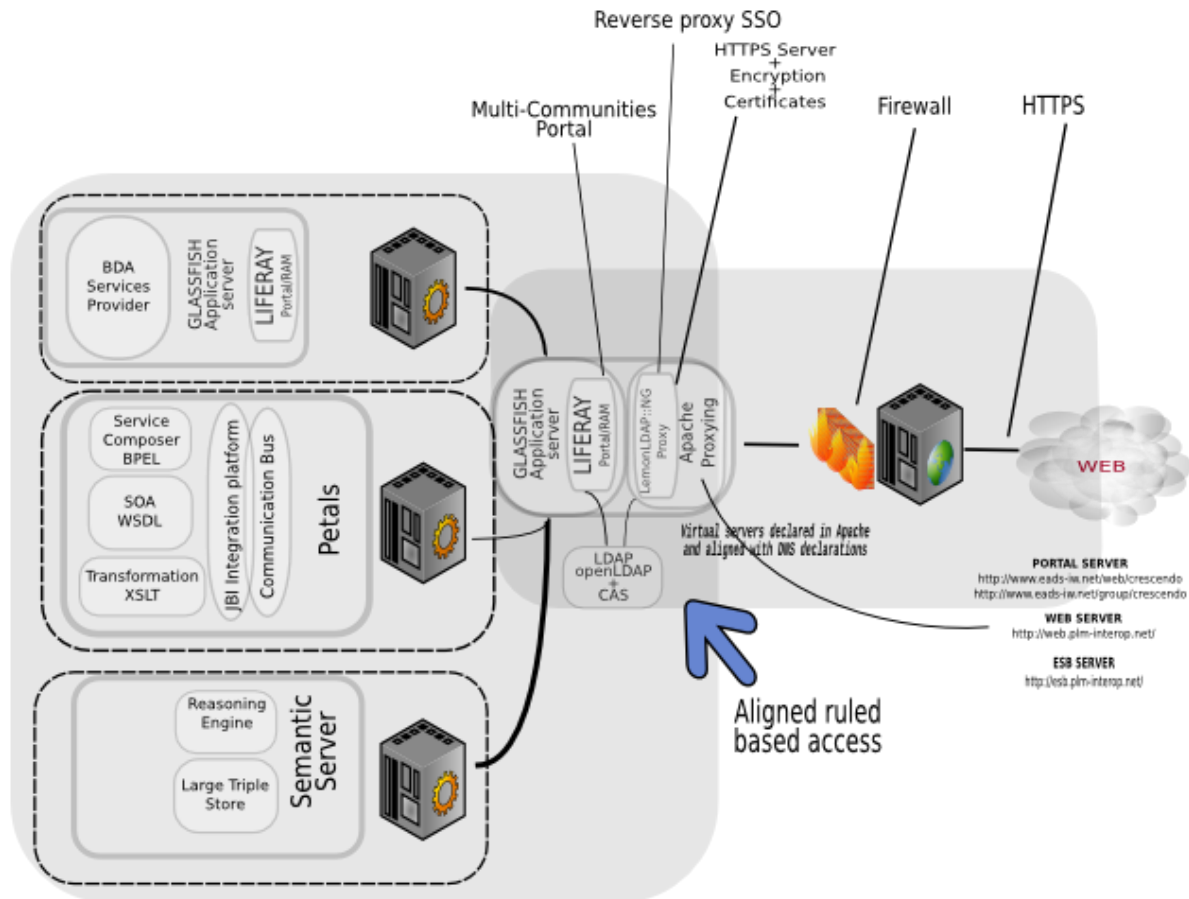 Reverse proxy SSO
HTTPS Server
+
Encryption
+
Certificates
Multi-Communities
Portal
Firewall
HTTPS
BDA
Services
Provider
GLASSFISH
Application
server
LIFERAY
Portal/RAM
Service
Composer
BPEL
SOA
WSDL
Transformation
XSLT
JBI Integration platform
Communication Bus
Petals
Reasoning
Engine
Large Triple
Store
Semantic
Server
GLASSFISH
Application
server
LIFERAY
Portal/RAM
LemonLDAP::NG
Proxy
Apache
Proxying
LDAP
openLDAP
+
CAS
Virtual servers declared in Apache
and aligned with DNS declarations
WEB
PORTAL SERVER
http://www.eads-iw.net/web/crescendo
http://www.eads-iw.net/group/crescendo
WEB SERVER
http://web.plm-interop.net/
ESB SERVER
http://esb.plm-interop.net/
Aligned ruled
based access